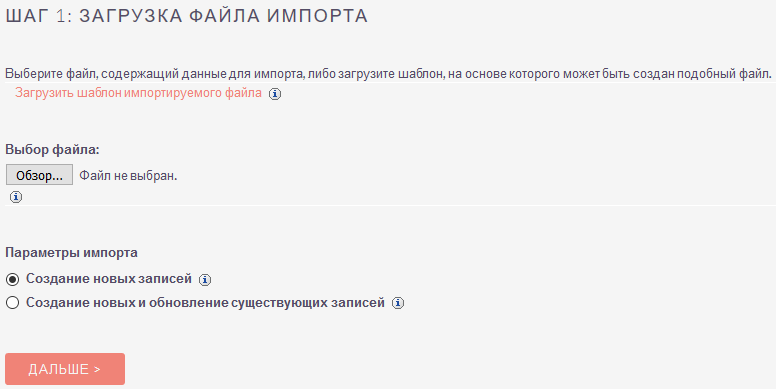 ШАГ 1: ЗАГРУЗКА ФАЙЛА ИМПОРТА
Выберите файл, содержащий данные для импорта, либо загрузите шаблон, на основе которого может быть создан подобный файл.
Загрузить шаблон импортируемого файла
Выбор файла:
Обзор... Файл не выбран.
Параметры импорта
Создание новых записей
Создание новых и обновление существующих записей
ДАЛЬШЕ >